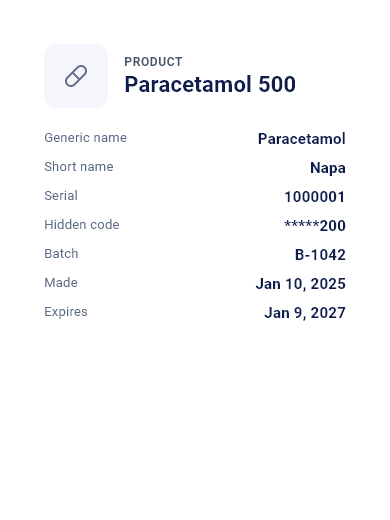 PRODUCT
Paracetamol 500
Generic name Paracetamol
Short name Napa
Serial 1000001
Hidden code *****200
Batch B-1042
Made Jan 10, 2025
Expires Jan 9, 2027